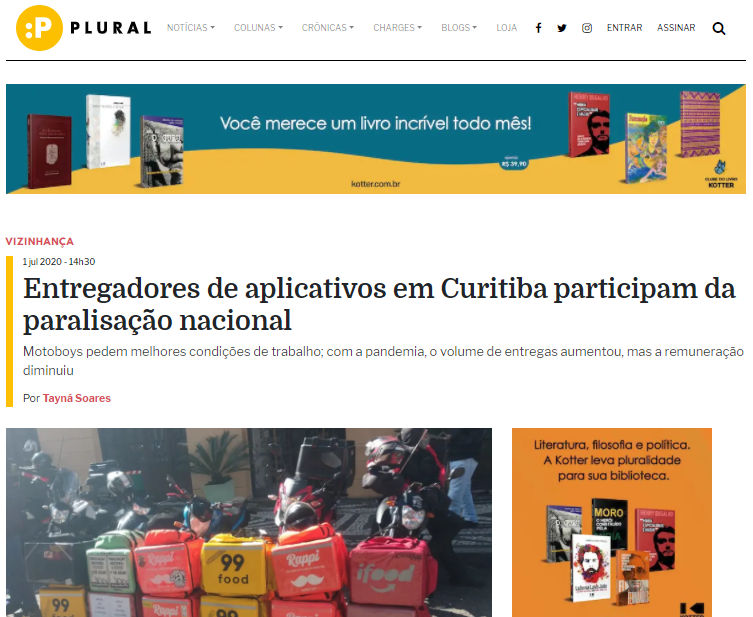 :P PLURAL
NOTÍCIAS COLUNAS CRÔNICAS CHARGES BLOGS LOJA ENTRAR ASSINAR
Você merece um livro incrível todo mês!
R$ 39,90
kotter.com.br
CLUBE DO LIVRO
KOTTER
VIZINHANÇA
1 jul 2020 - 14h30
Entregadores de aplicativos em Curitiba participam da
paralisação nacional
Motoboys pedem melhores condições de trabalho; com a pandemia, o volume de entregas aumentou, mas a remuneração
diminuiu
Por Tayná Soares
Literatura, filosofia e política.
A Kotter leva pluralidade
para sua biblioteca.
MORO
99
food
Rappi
Rappi
ifood
99
Rappi
KOTTER